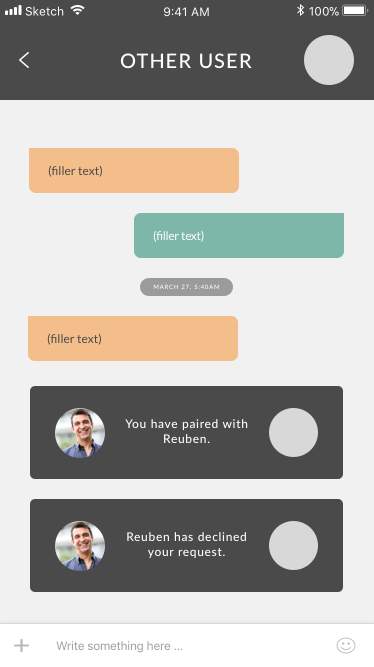 Sketch 9:41 AM 100%
OTHER USER
(filler text)
(filler text)
MARCH 27, 5:40AM
(filler text)
You have paired with
Reuben.
Reuben has declined
your request.
Write something here ...